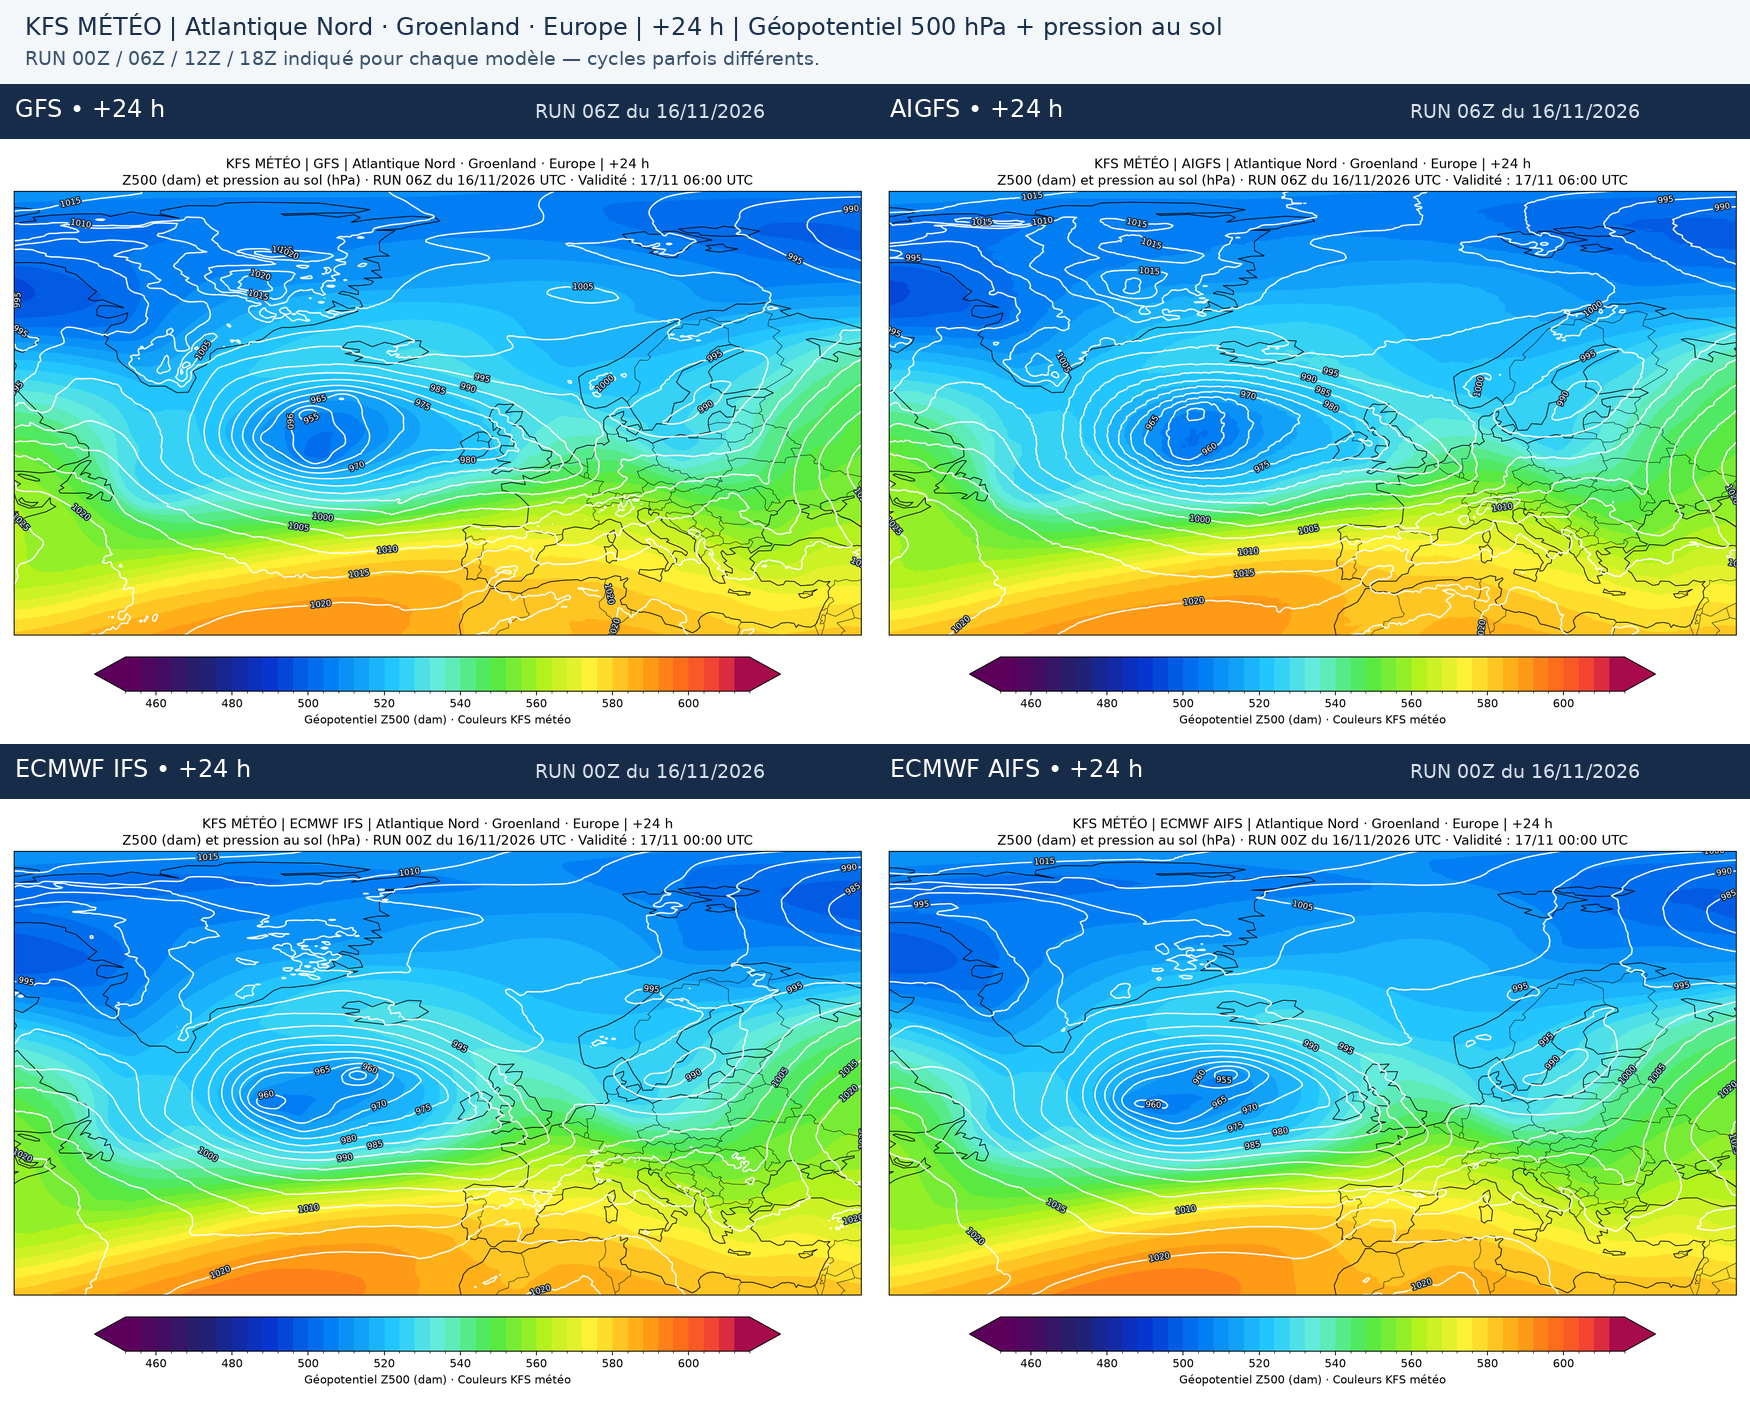 KFS MÉTÉO | Atlantique Nord · Groenland · Europe | +24 h | Géopotentiel 500 hPa + pression au sol
RUN 00Z / 06Z / 12Z / 18Z indiqué pour chaque modèle — cycles parfois différents.
GFS • +24 h
RUN 06Z du 16/11/2026
AIGFS • +24 h
RUN 06Z du 16/11/2026
KFS MÉTÉO | GFS | Atlantique Nord · Groenland · Europe | +24 h
Z500 (dam) et pression au sol (hPa) · RUN 06Z du 16/11/2026 UTC · Validité : 17/11 06:00 UTC
KFS MÉTÉO | AIGFS | Atlantique Nord · Groenland · Europe | +24 h
Z500 (dam) et pression au sol (hPa) · RUN 06Z du 16/11/2026 UTC · Validité : 17/11 06:00 UTC
460 480 500 520 540 560 580 600
Géopotentiel Z500 (dam) · Couleurs KFS météo
460 480 500 520 540 560 580 600
Géopotentiel Z500 (dam) · Couleurs KFS météo
ECMWF IFS • +24 h
RUN 00Z du 16/11/2026
ECMWF AIFS • +24 h
RUN 00Z du 16/11/2026
KFS MÉTÉO | ECMWF IFS | Atlantique Nord · Groenland · Europe | +24 h
Z500 (dam) et pression au sol (hPa) · RUN 00Z du 16/11/2026 UTC · Validité : 17/11 00:00 UTC
KFS MÉTÉO | ECMWF AIFS | Atlantique Nord · Groenland · Europe | +24 h
Z500 (dam) et pression au sol (hPa) · RUN 00Z du 16/11/2026 UTC · Validité : 17/11 00:00 UTC
460 480 500 520 540 560 580 600
Géopotentiel Z500 (dam) · Couleurs KFS météo
460 480 500 520 540 560 580 600
Géopotentiel Z500 (dam) · Couleurs KFS météo